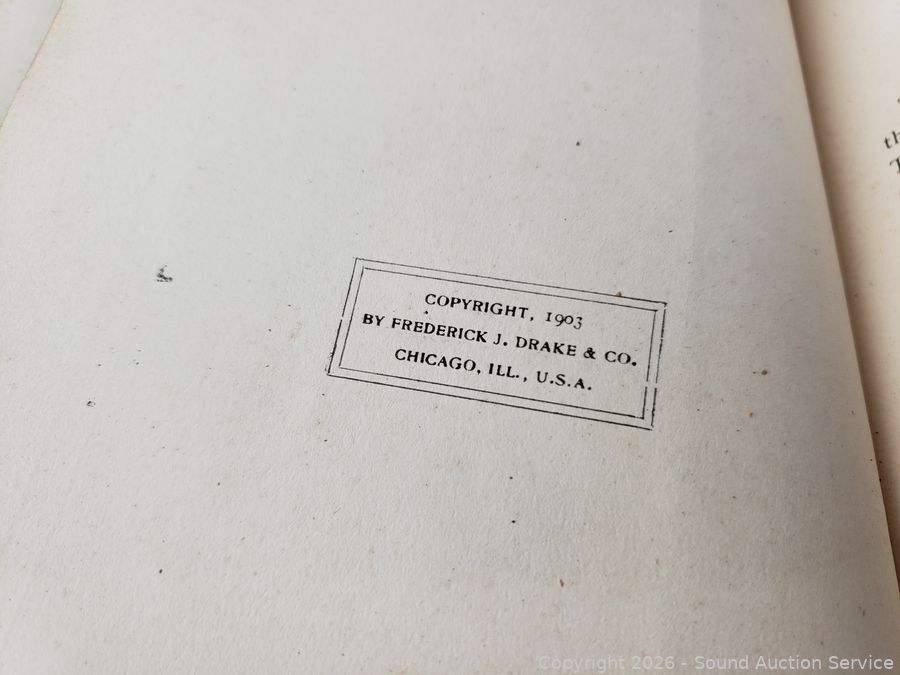 COPYRIGHT, 1903
BY FREDERICK J. DRAKE & CO.
CHICAGO, ILL., U.S.A.
Copyright 2026 - Sound Auction Service